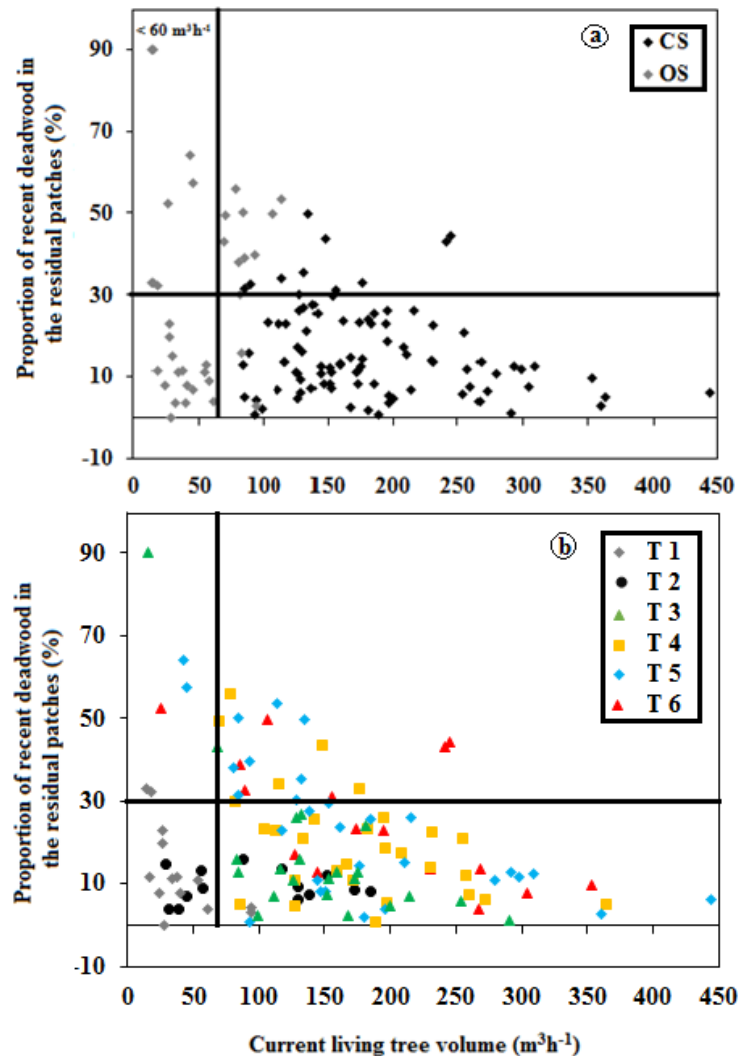 < 60 m³h⁻¹
ⓐ
CS
OS
Proportion of recent deadwood in
the residual patches (%)
90
70
50
30
10
-10
0
50
100
150
200
250
300
350
400
450
ⓑ
T 1
T 2
T 3
T 4
T 5
T 6
Proportion of recent deadwood in
the residual patches (%)
90
70
50
30
10
-10
0
50
100
150
200
250
300
350
400
450
Current living tree volume (m³h⁻¹)